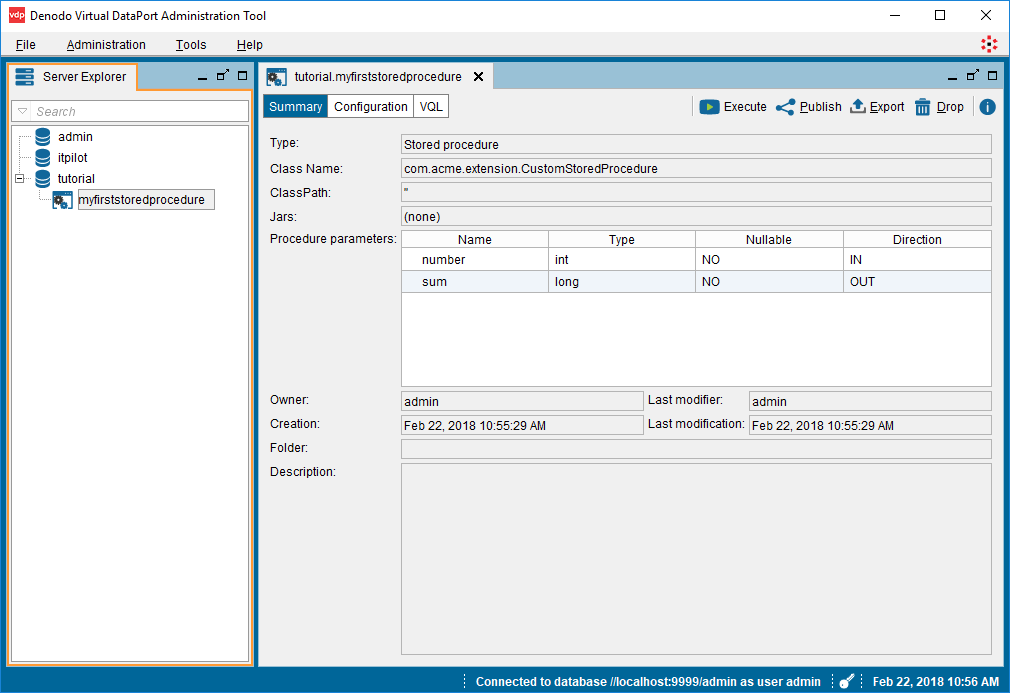 vdp Denodo Virtual DataPort Administration Tool
File Administration Tools Help
Server Explorer
Search
admin
itpilot
tutorial
myfirststoredprocedure
tutorial.myfirststoredprocedure
Summary Configuration VQL Execute Publish Export Drop
Type: Stored procedure
Class Name: com.acme.extension.CustomStoredProcedure
ClassPath: "
Jars: (none)
Procedure parameters: Name Type Nullable Direction
number int NO IN
sum long NO OUT
Owner: admin Last modifier: admin
Creation: Feb 22, 2018 10:55:29 AM Last modification: Feb 22, 2018 10:55:29 AM
Folder:
Description:
Connected to database //localhost:9999/admin as user admin Feb 22, 2018 10:56 AM